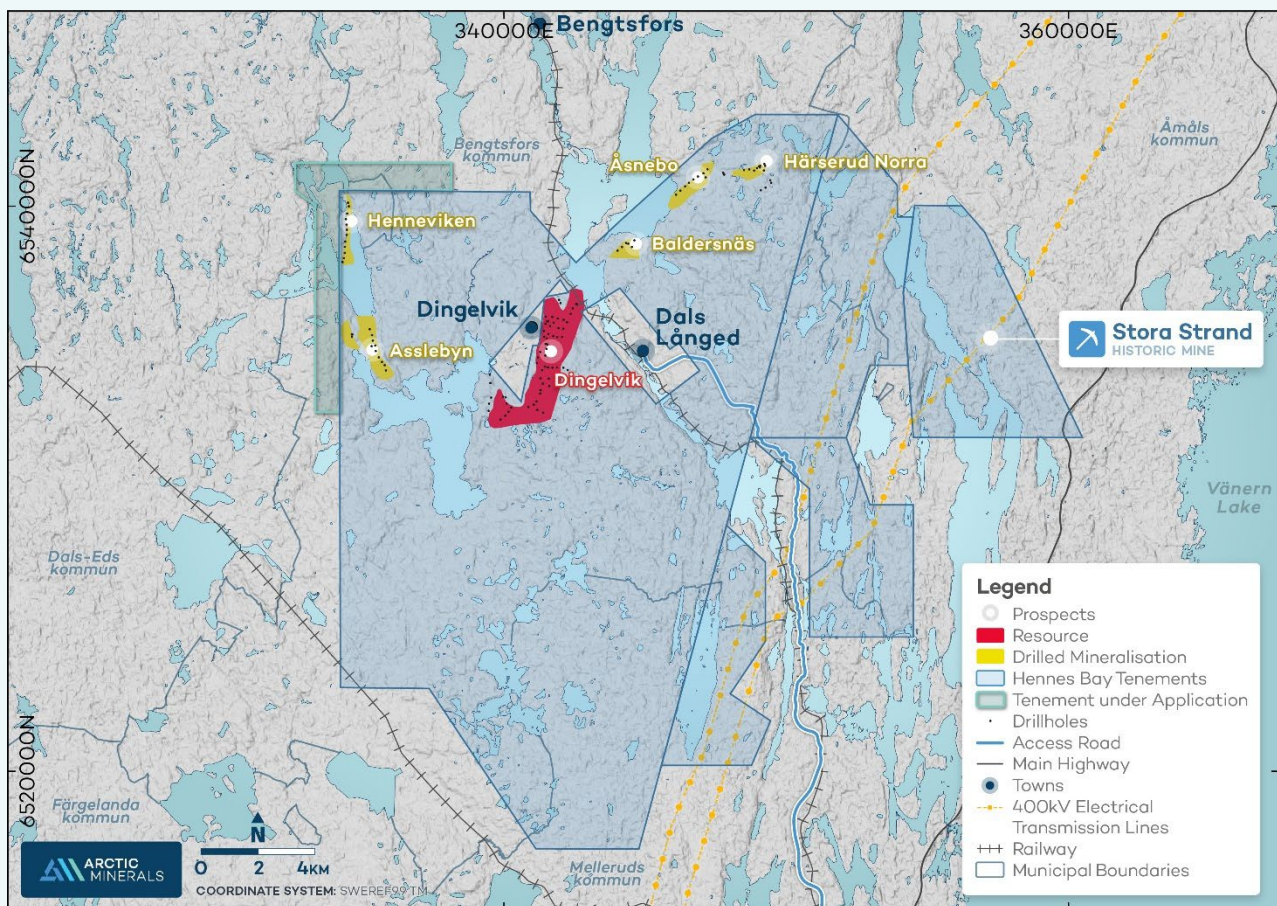 Bengtsfors
340000E
360000E
Åmåls
kommun
Bengtsfors
kommun
6540000N
Åsnebo
Härserud Norra
Henneviken
Baldersnäs
Dingelvik
Dals
Långed
Stora Strand
HISTORIC MINE
Asslebyn
Dingelvik
Vänern
Lake
Dals-Eds
kommun
6520000N
Färgelanda
kommun
Melleruds
kommun
N
0 2 4KM
ARCTIC
MINERALS
COORDINATE SYSTEM: SWEREF99 TM
Legend
Prospects
Resource
Drilled Mineralisation
Hennes Bay Tenements
Tenement under Application
Drillholes
Access Road
Main Highway
Towns
400kV Electrical
Transmission Lines
Railway
Municipal Boundaries